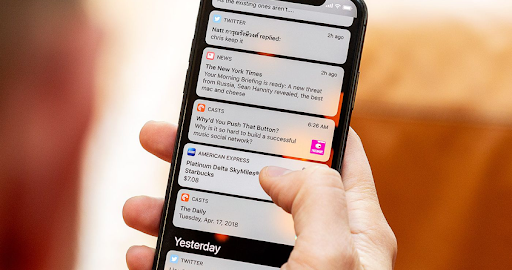 As the existing ones aren't...
TWITTER
2h ago
replied:
chris keep it
NEWS
2h ago
The New York Times
Your Morning Briefing is ready: A new threat
from Russia, Sean Hannity revealed, the best
mac and cheese
CASTS
6:26 AM
Why'd You Push That Button?
Why is it so hard to build a successful
music social network?
AMERICAN EXPRESS
Platinum Delta SkyMiles®
Starbucks
$7.08
CASTS
The Daily
Tuesday, Apr. 17, 2018
Yesterday
TWITTER